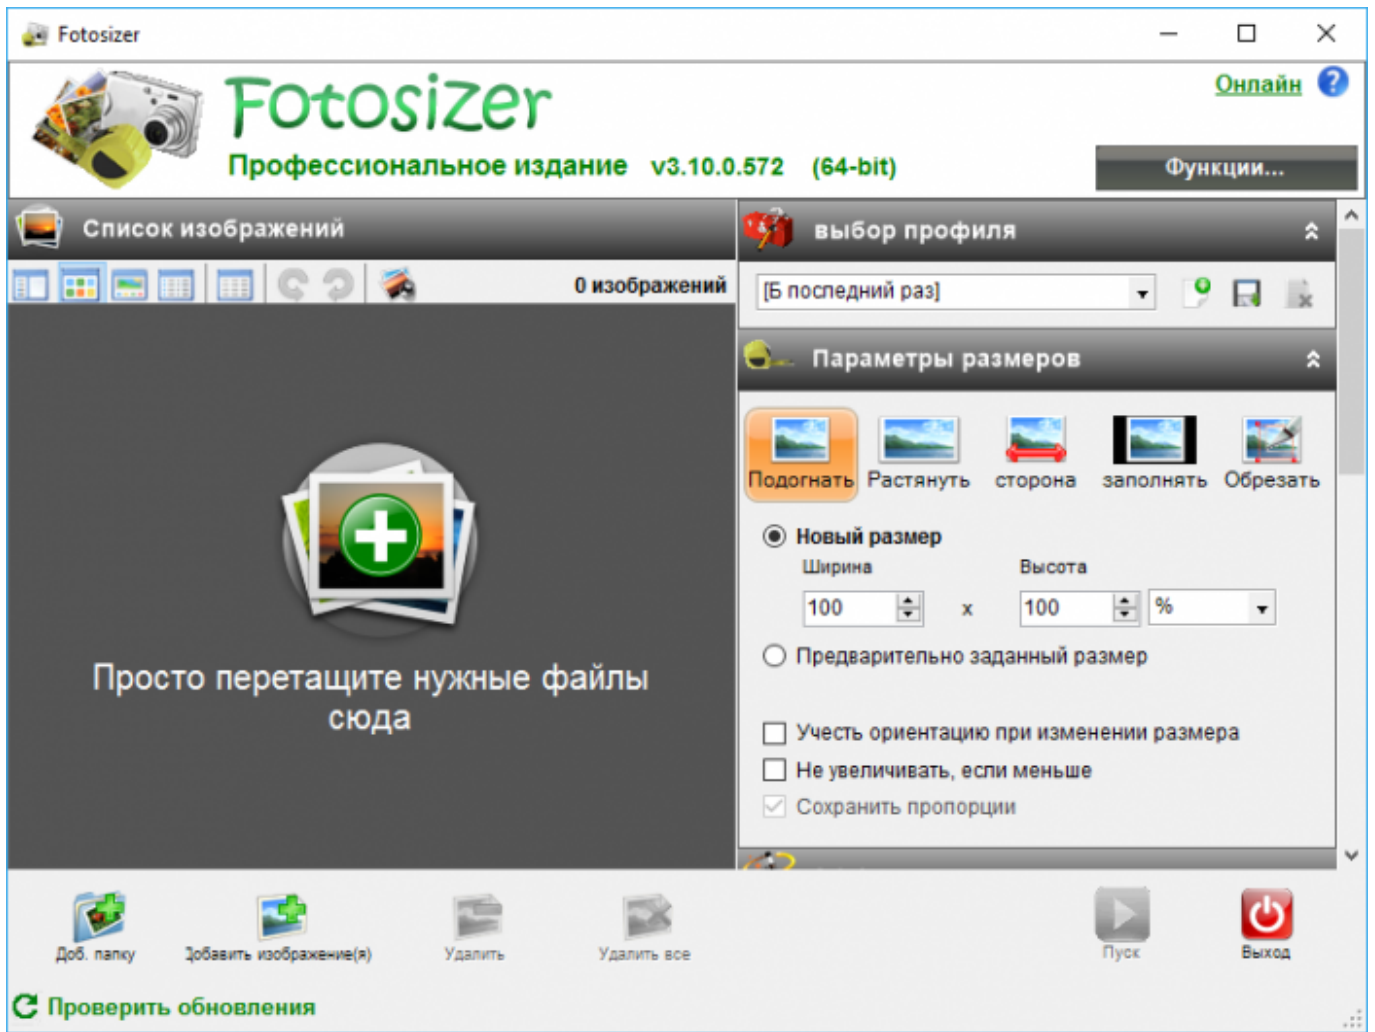 Fotosizer
Онлайн
Fotosizer
Профессиональное издание v3.10.0.572 (64-bit)
Функции...
Список изображений
0 изображений
Просто перетащите нужные файлы
сюда
выбор профиля
[Б последний раз]
Параметры размеров
Подогнать Растянуть сторона заполнять Обрезать
Новый размер
Ширина Высота
100 x 100 %
Предварительно заданный размер
Учесть ориентацию при изменении размера
Не увеличивать, если меньше
Сохранить пропорции
Доб. папку Добавить изображение(я) Удалить Удалить все Пуск Выход
Проверить обновления